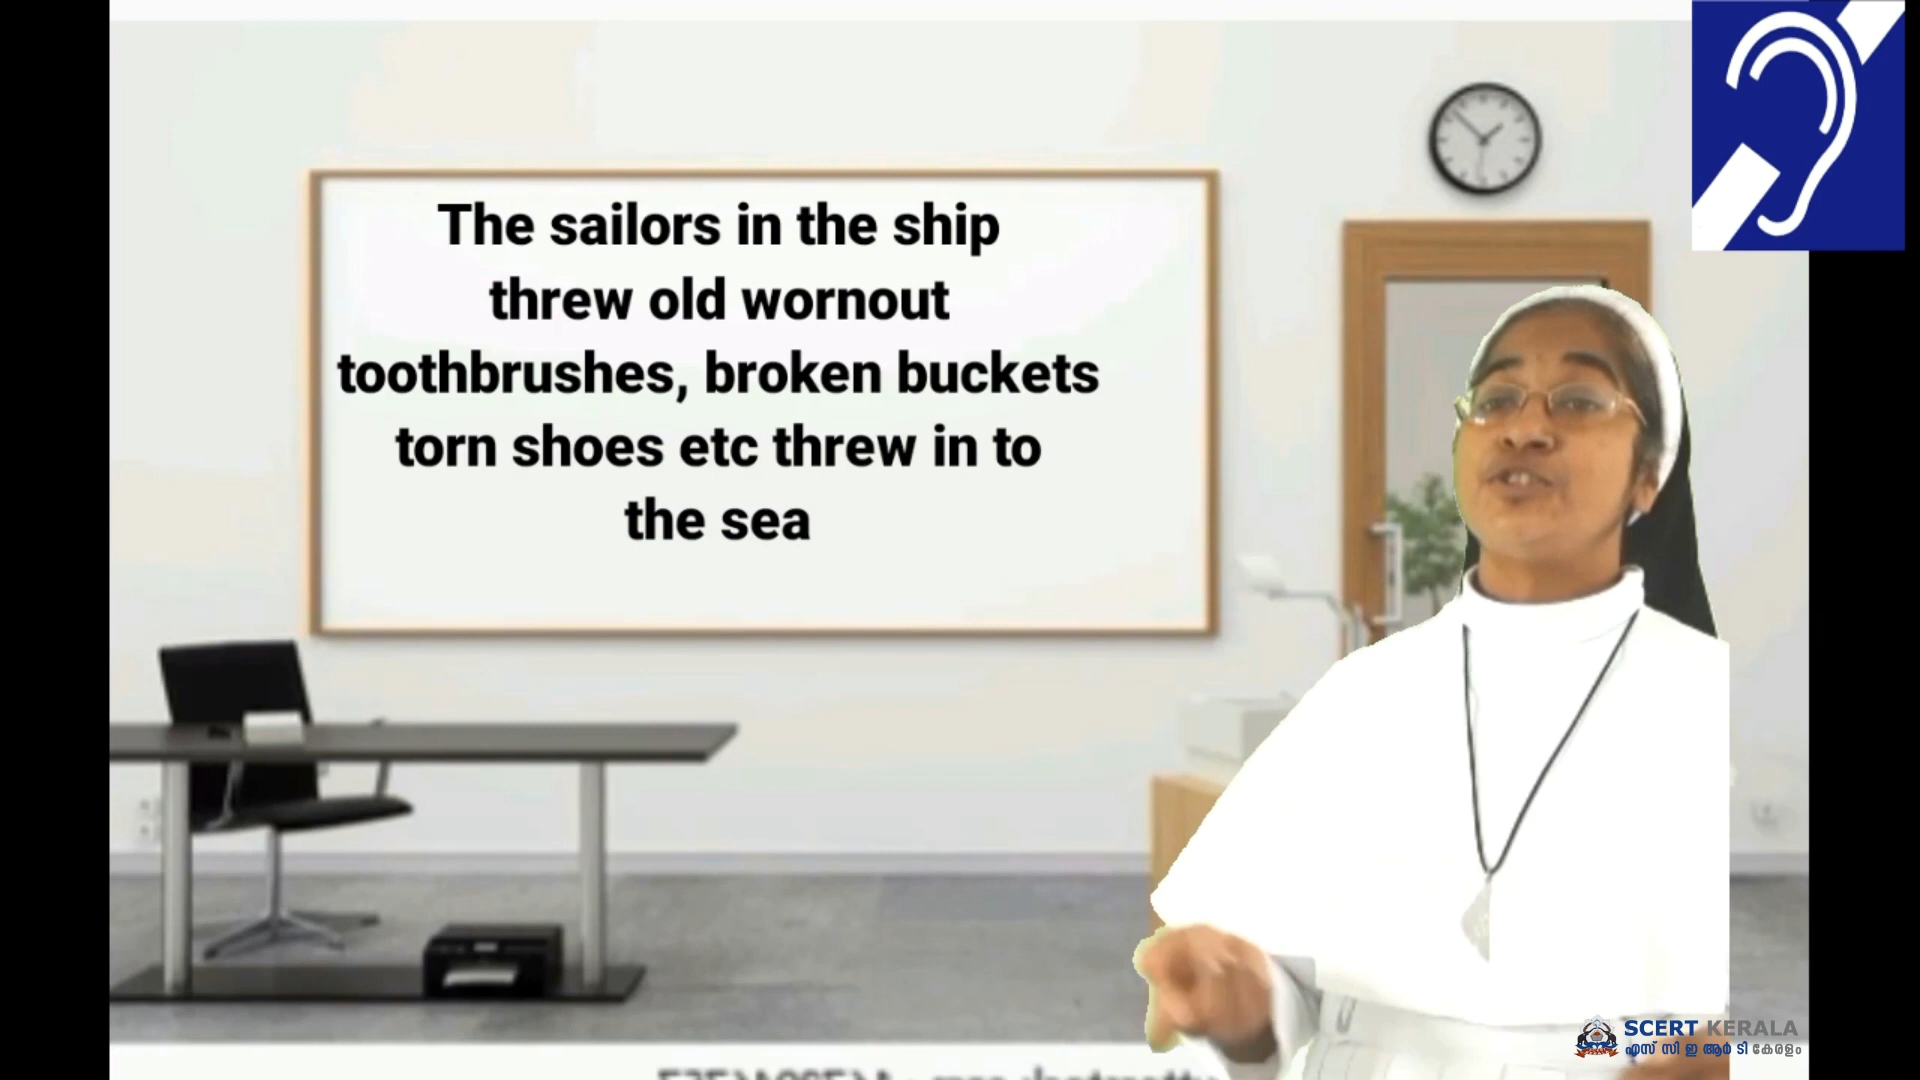 The sailors in the ship
threw old wornout
toothbrushes, broken buckets
torn shoes etc threw in to
the sea
SCERT KERALA
എസ് സി ഇ ആർ ടി കേരളം